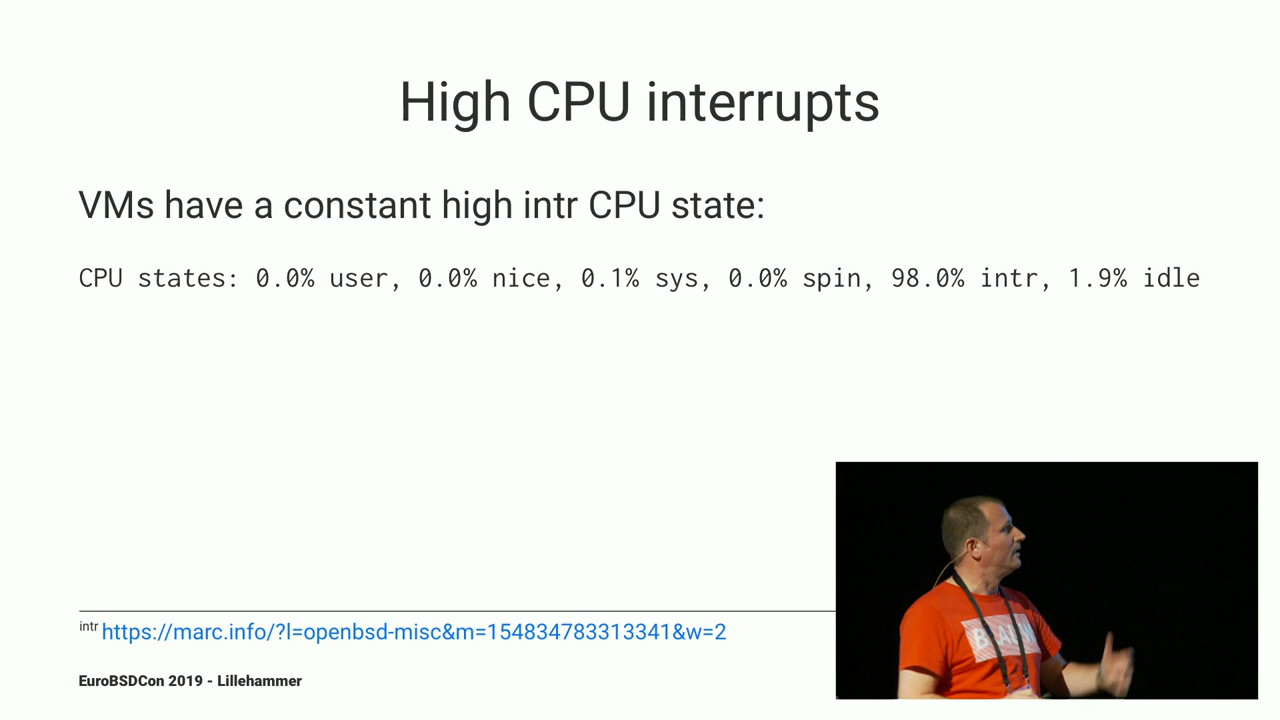 High CPU interrupts
VMs have a constant high intr CPU state:
CPU states: 0.0% user, 0.0% nice, 0.1% sys, 0.0% spin, 98.0% intr, 1.9% idle
intr https://marc.info/?l=openbsd-misc&m=154834783313341&w=2
EuroBSDCon 2019 - Lillehammer